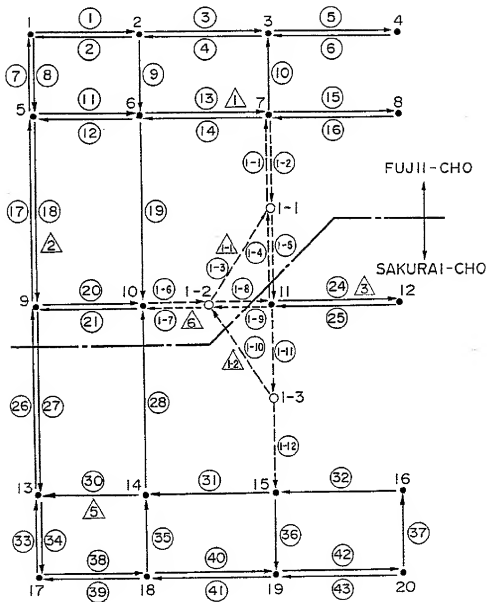 1 ① 2 ③ 3 ⑤ 4
② ④ ⑥
⑦ ⑧ ⑨ ⑩
5 ⑪ 6 ⑬ △1 7 ⑮ 8
⑫ ⑭ ⑯
1-1 1-2
FUJII-CHO
1-1
⑰ ⑱ ⑲
2 1-1 1-4 1-5
1-3
SAKURAI-CHO
9 ⑳ 10 1-6 1-2 1-8 11 24 3 12
21 1-7 6 1-9 25
1-10 1-11
1-2
26 27 28
1-3
1-12
13 30 14 31 15 32 16
5
33 34 35 36 37
38 40 42
17 39 18 41 19 43 20